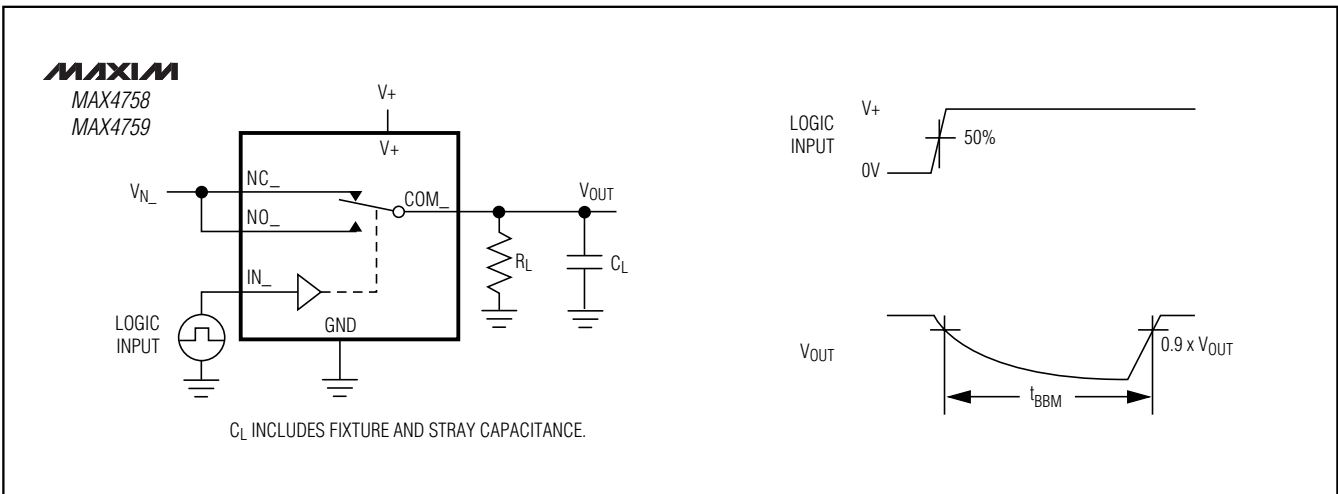 MAXIM
MAX4758
MAX4759
V+
V+
V_N_
NC_
NO_
COM_
V_OUT
IN_
R_L
C_L
LOGIC
INPUT
GND
C_L INCLUDES FIXTURE AND STRAY CAPACITANCE.
LOGIC
INPUT
V+
0V
50%
V_OUT
0.9 x V_OUT
t_BBM